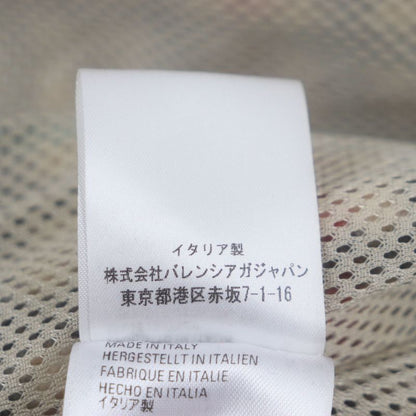 イタリア製
株式会社バレンシアガジャパン
東京都港区赤坂7-1-16
MADE IN ITALY
HERGESTELLT IN ITALIEN
FABRIQUE EN ITALIE
HECHO EN ITALIA
イタリア製